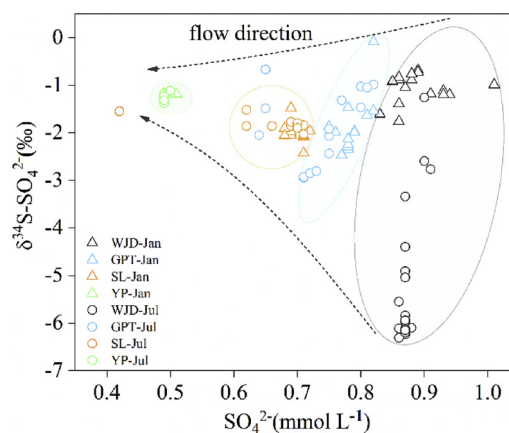 flow direction
0
-1
-2
-3
-4
-5
-6
-7
δ³⁴S-SO₄²⁻(‰)
WJD-Jan
GPT-Jan
SL-Jan
YP-Jan
WJD-Jul
GPT-Jul
SL-Jul
YP-Jul
0.4 0.5 0.6 0.7 0.8 0.9 1.0
SO₄²⁻(mmol L⁻¹)